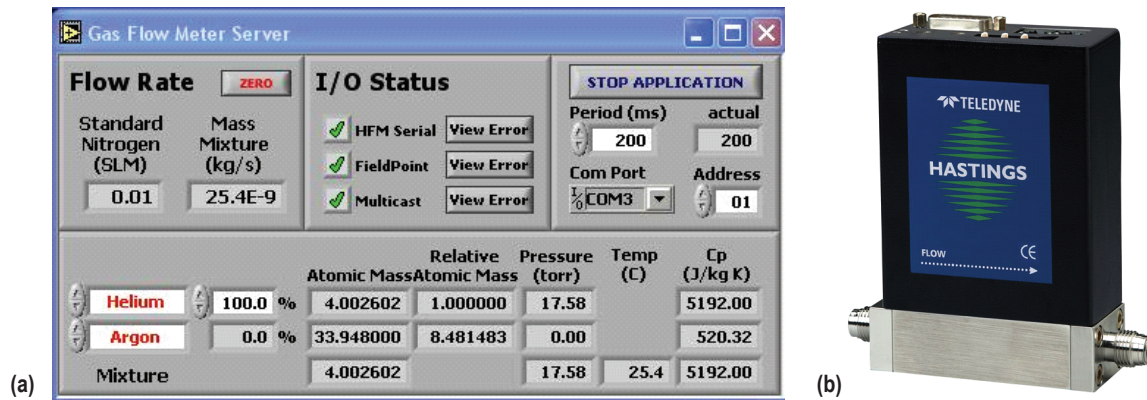 Gas Flow Meter Server
Flow Rate
ZERO
Standard
Nitrogen
(SLM)
Mass
Mixture
(kg/s)
0.01
25.4E-9
I/O Status
HFM Serial View Error
FieldPoint View Error
Multicast View Error
STOP APPLICATION
Period (ms) actual
200 200
Com Port Address
I/O COM3 01
Atomic Mass
Relative
Atomic Mass
Pressure
(torr)
Temp
(C)
Cp
(J/kg K)
Helium 100.0 % 4.002602 1.000000 17.58 5192.00
Argon 0.0 % 33.948000 8.481483 0.00 520.32
Mixture 4.002602 17.58 25.4 5192.00
(a)
TELEDYNE
HASTINGS
FLOW CE
(b)